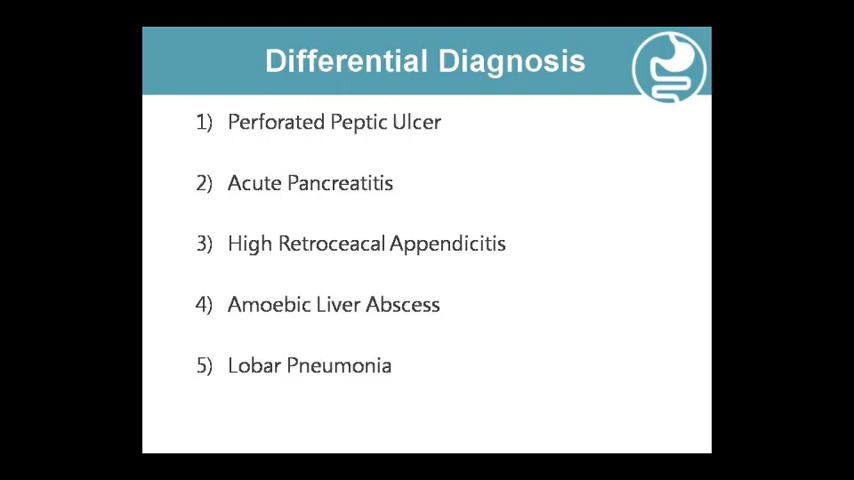 Differential Diagnosis
1) Perforated Peptic Ulcer
2) Acute Pancreatitis
3) High Retroceacal Appendicitis
4) Amoebic Liver Abscess
5) Lobar Pneumonia